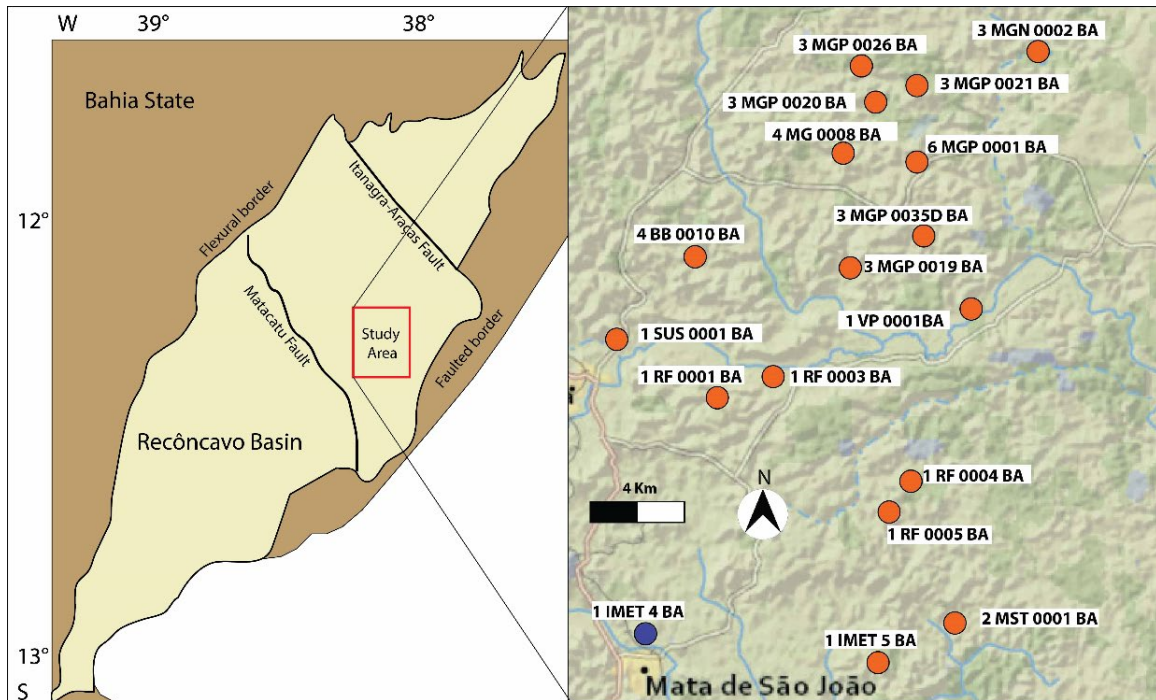 W
39°
38°
Bahia State
12°
13°
S
Flexural border
Itanagra-Araças Fault
Matacatu Fault
Study
Area
Faulted border
Recôncavo Basin
3 MGN 0002 BA
3 MGP 0026 BA
3 MGP 0021 BA
3 MGP 0020 BA
4 MG 0008 BA
6 MGP 0001 BA
3 MGP 0035D BA
4 BB 0010 BA
3 MGP 0019 BA
1 VP 0001BA
1 SUS 0001 BA
1 RF 0001 BA
1 RF 0003 BA
1 RF 0004 BA
N
4 Km
1 RF 0005 BA
1 IMET 4 BA
2 MST 0001 BA
1 IMET 5 BA
Mata de São João